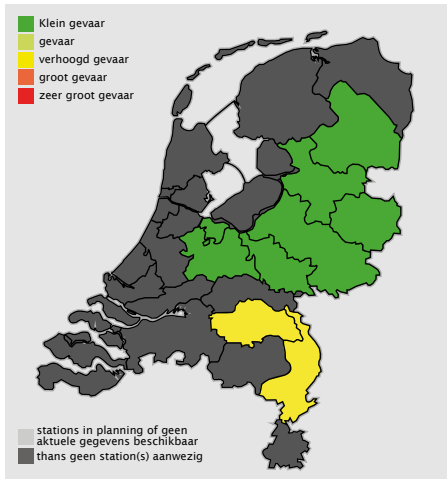 Klein gevaar
gevaar
verhoogd gevaar
groot gevaar
zeer groot gevaar
stations in planning of geen
aktuele gegevens beschikbaar
thans geen station(s) aanwezig